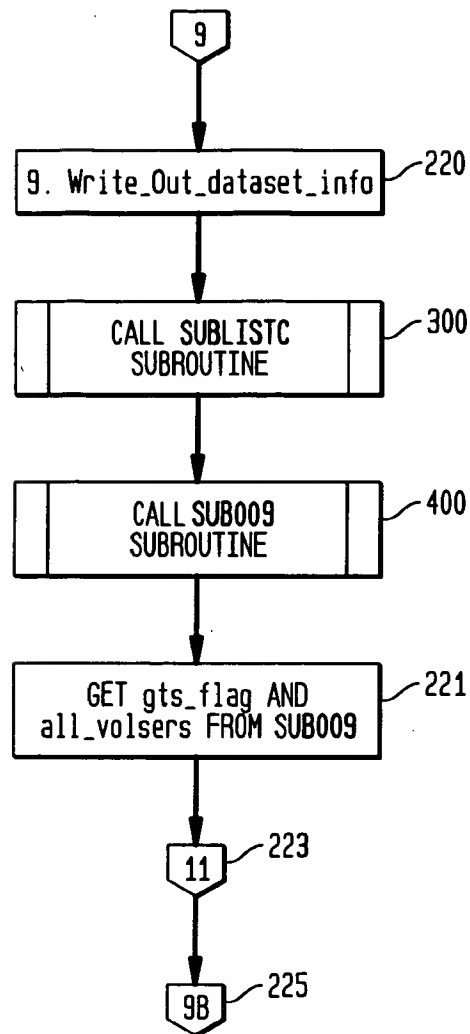 9
9. Write_Out_dataset_info
220
CALL SUBLISTC
SUBROUTINE
300
CALL SUB009
SUBROUTINE
400
GET gts_flag AND
all_volsers FROM SUB009
221
11
223
9B
225